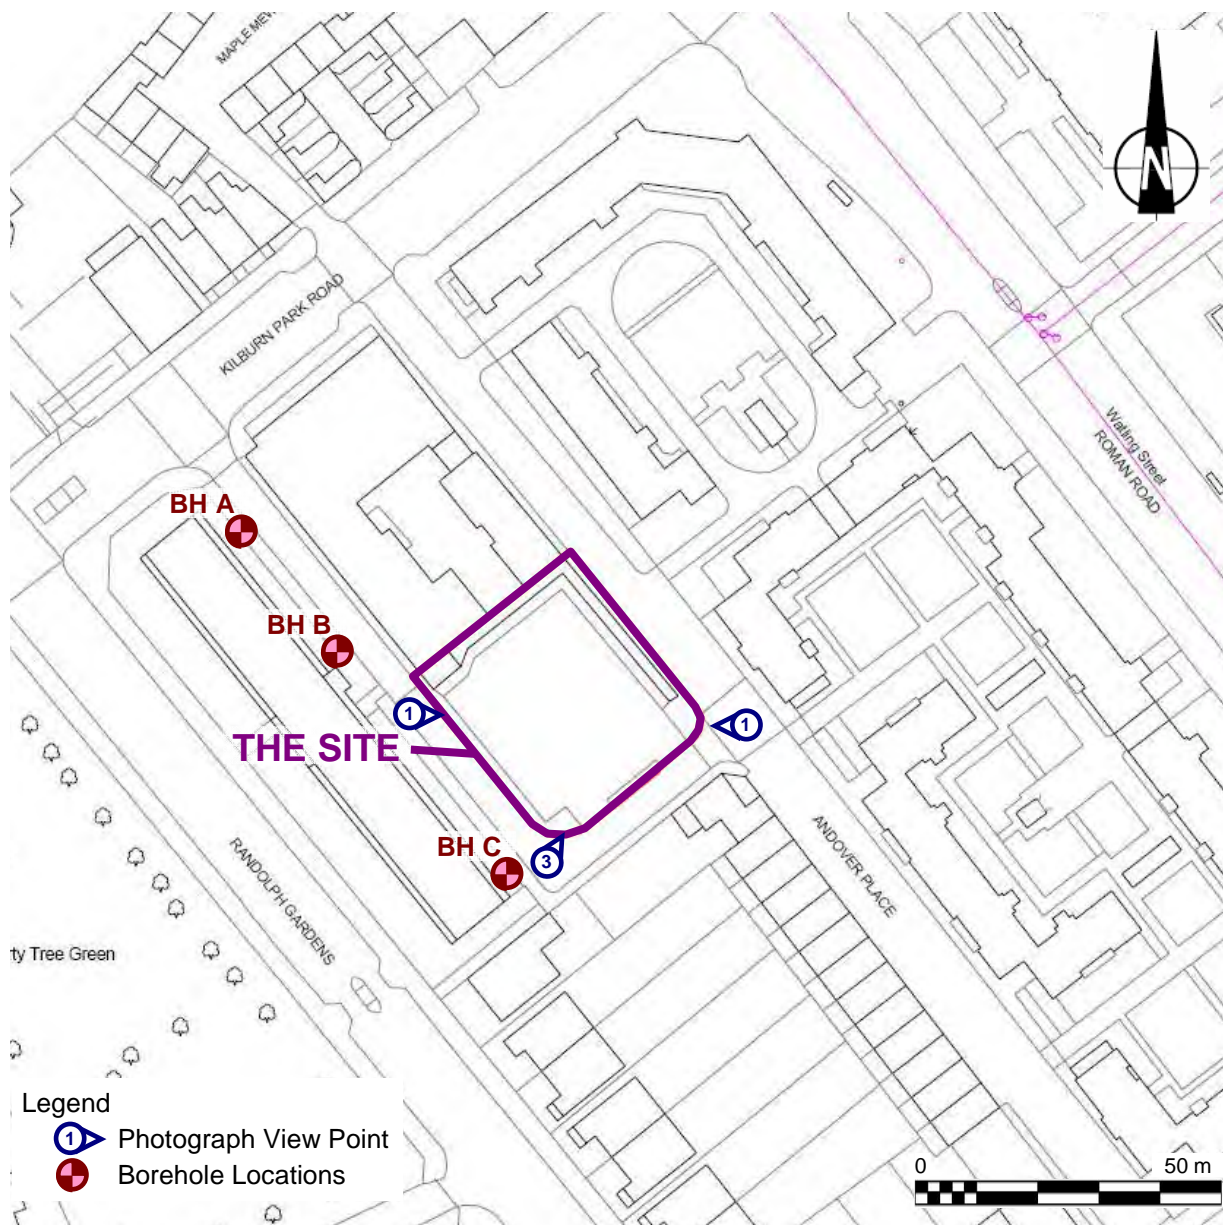 MAPLE MEW
N
KILBURN PARK ROAD
Watling Street
ROMAN ROAD
BH A
BH B
1
1
THE SITE
BH C
3
ANDOVER PLACE
RANDOLPH GARDENS
ty Tree Green
Legend
1 Photograph View Point
Borehole Locations
0 50 m